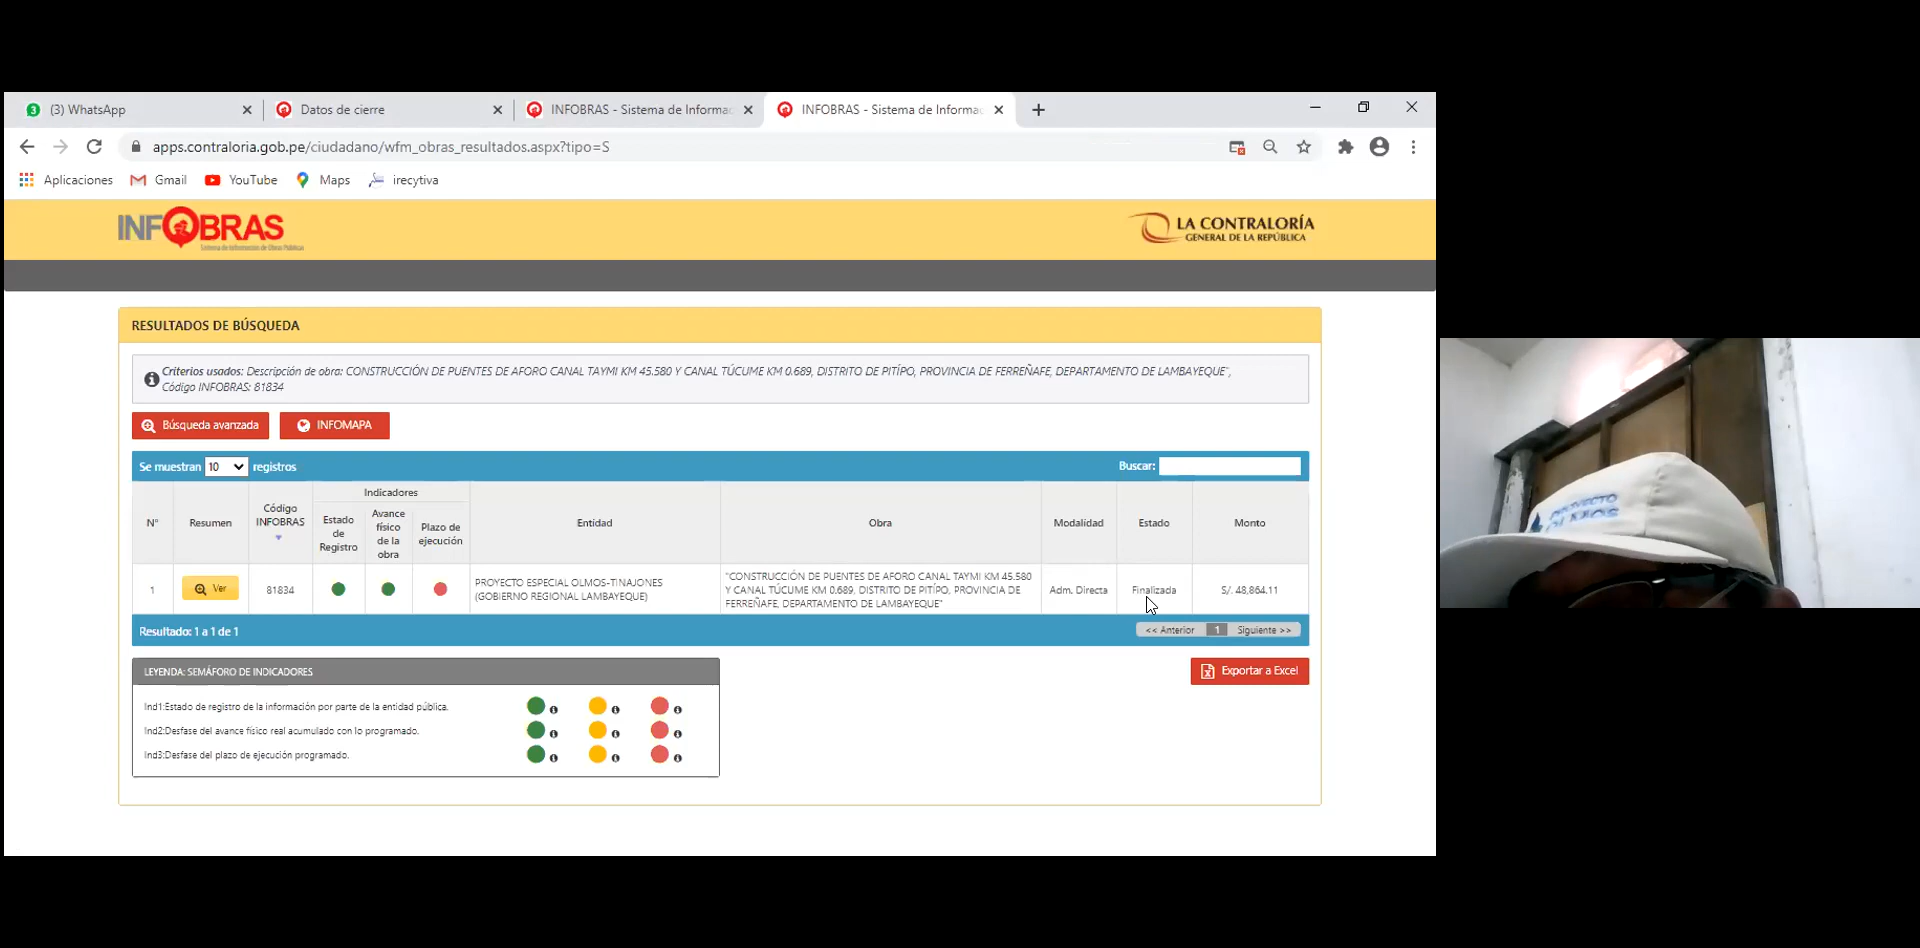 3 (3) WhatsApp
Datos de cierre
INFOBRAS - Sistema de Informac
INFOBRAS - Sistema de Informac
apps.contraloria.gob.pe/ciudadano/wfm_obras_resultados.aspx?tipo=S
Aplicaciones
Gmail
YouTube
Maps
irecytiva
INFOBRAS
Sistema de Información de Obras Públicas
LA CONTRALORÍA
GENERAL DE LA REPÚBLICA
RESULTADOS DE BÚSQUEDA
Criterios usados: Descripción de obra: CONSTRUCCIÓN DE PUENTES DE AFORO CANAL TAYMI KM 45.580 Y CANAL TÚCUME KM 0.689, DISTRITO DE PITÍPO, PROVINCIA DE FERREÑAFE, DEPARTAMENTO DE LAMBAYEQUE",
Código INFOBRAS: 81834
Búsqueda avanzada
INFOMAPA
Se muestran 10 registros
Buscar:
N°
Resumen
Código
INFOBRAS
Indicadores
Estado
de
Registro
Avance
físico
de la
obra
Plazo de
ejecución
Entidad
Obra
Modalidad
Estado
Monto
1
Ver
81834
PROYECTO ESPECIAL OLMOS-TINAJONES
(GOBIERNO REGIONAL LAMBAYEQUE)
"CONSTRUCCIÓN DE PUENTES DE AFORO CANAL TAYMI KM 45.580
Y CANAL TÚCUME KM 0.689, DISTRITO DE PITÍPO, PROVINCIA DE
FERREÑAFE, DEPARTAMENTO DE LAMBAYEQUE"
Adm. Directa
Finalizada
S/. 48,864.11
Resultado: 1 a 1 de 1
<< Anterior 1 Siguiente >>
LEYENDA: SEMÁFORO DE INDICADORES
Exportar a Excel
Ind1:Estado de registro de la información por parte de la entidad pública.
Ind2:Desfase del avance físico real acumulado con lo programado.
Ind3:Desfase del plazo de ejecución programado.
PROYECTO
OLMOS